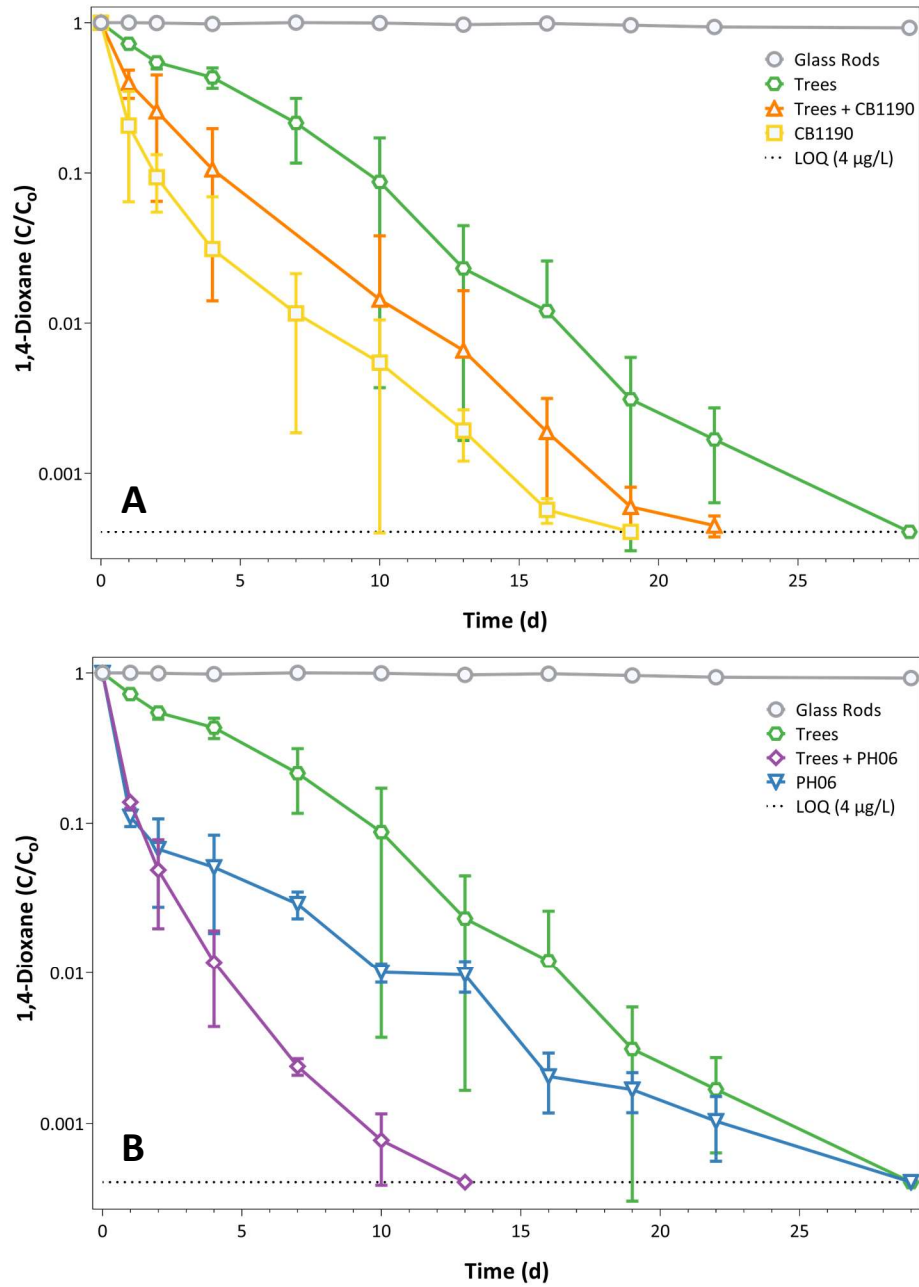 1
0.1
0.01
0.001
1,4-Dioxane (C/Cₒ)
Glass Rods
Trees
Trees + CB1190
CB1190
LOQ (4 µg/L)
A
0 5 10 15 20 25
Time (d)
1
0.1
0.01
0.001
1,4-Dioxane (C/Cₒ)
Glass Rods
Trees
Trees + PH06
PH06
LOQ (4 µg/L)
B
0 5 10 15 20 25
Time (d)